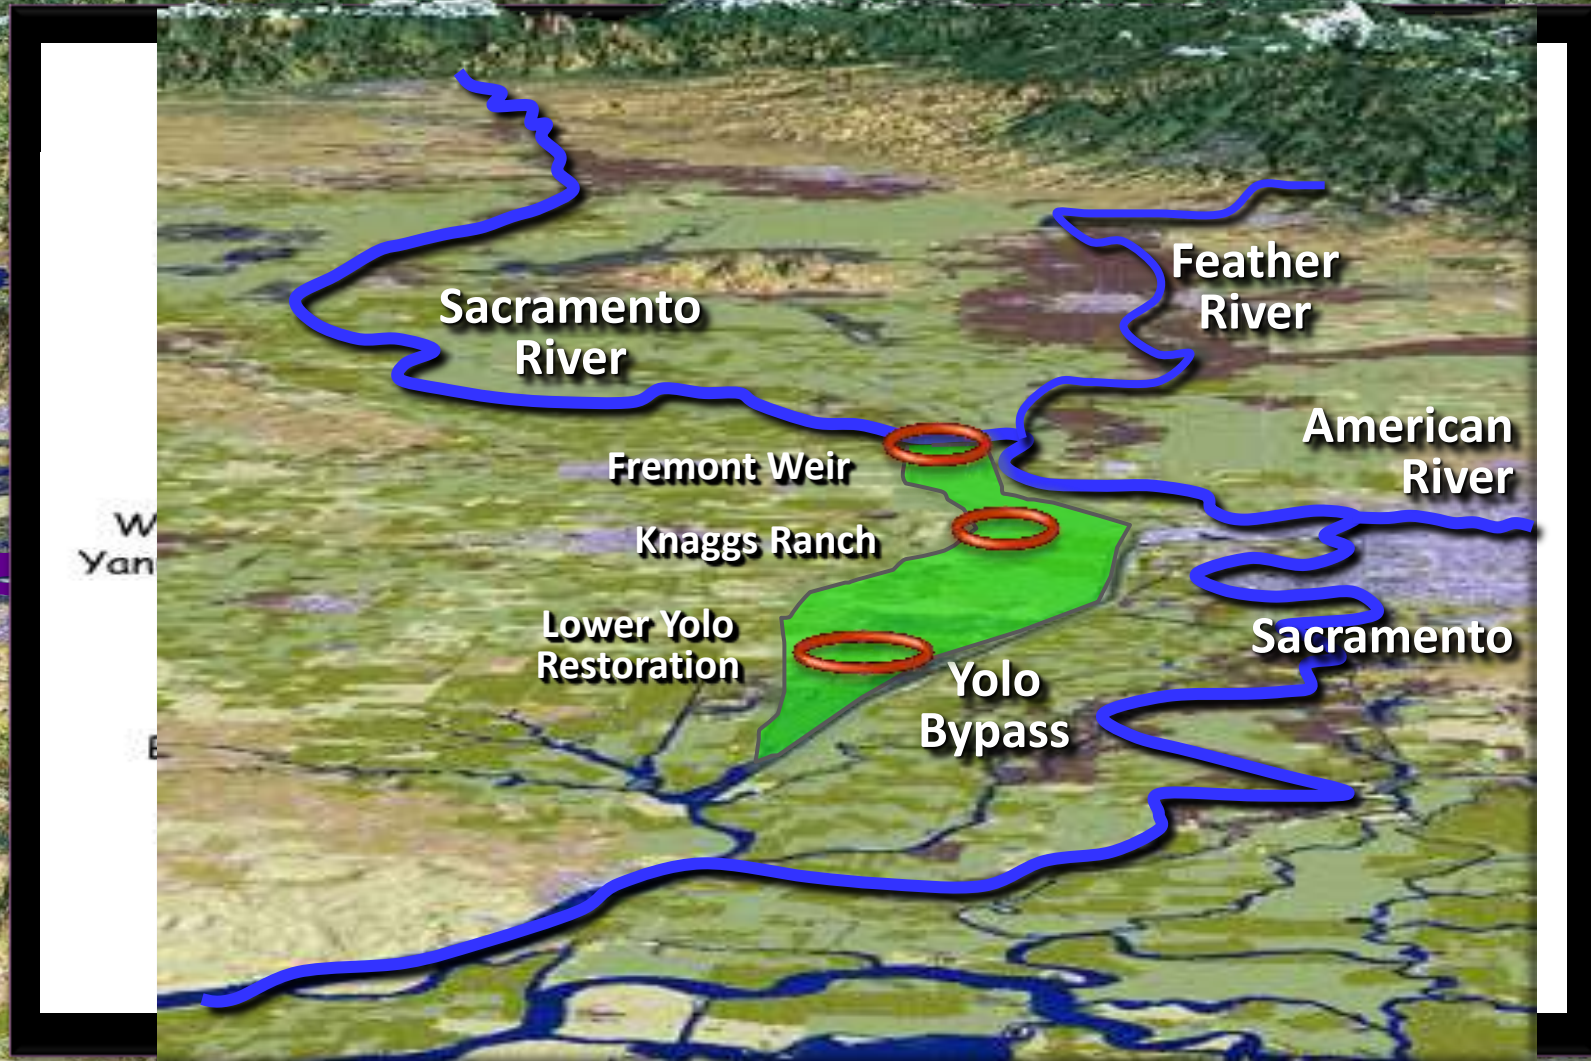 Feather
River
Sacramento
River
American
River
Fremont Weir
Knaggs Ranch
Lower Yolo
Restoration
Sacramento
Yolo
Bypass